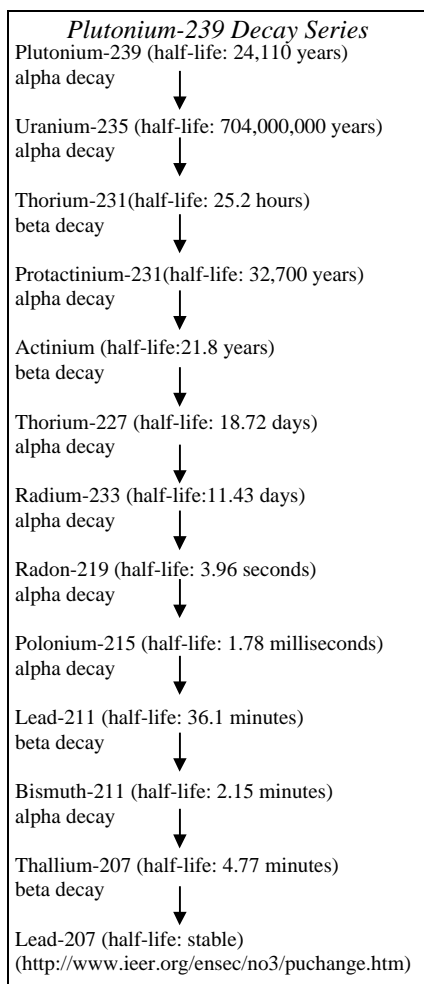 Plutonium-239 Decay Series
Plutonium-239 (half-life: 24,110 years)
alpha decay
Uranium-235 (half-life: 704,000,000 years)
alpha decay
Thorium-231(half-life: 25.2 hours)
beta decay
Protactinium-231(half-life: 32,700 years)
alpha decay
Actinium (half-life:21.8 years)
beta decay
Thorium-227 (half-life: 18.72 days)
alpha decay
Radium-233 (half-life:11.43 days)
alpha decay
Radon-219 (half-life: 3.96 seconds)
alpha decay
Polonium-215 (half-life: 1.78 milliseconds)
alpha decay
Lead-211 (half-life: 36.1 minutes)
beta decay
Bismuth-211 (half-life: 2.15 minutes)
alpha decay
Thallium-207 (half-life: 4.77 minutes)
beta decay
Lead-207 (half-life: stable)
(http://www.ieer.org/ensec/no3/puchange.htm)